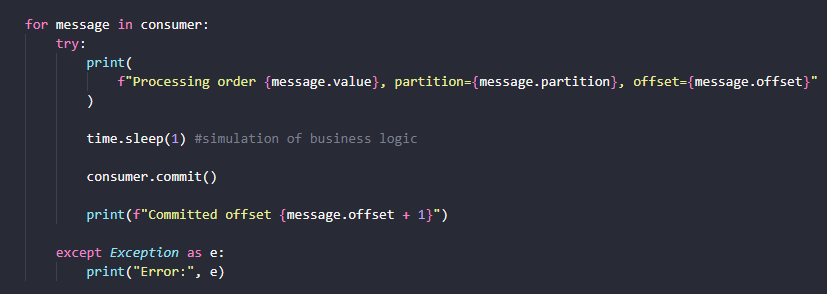 for message in consumer:
try:
print(
f"Processing order {message.value}, partition={message.partition}, offset={message.offset}"
)
time.sleep(1) #simulation of business logic
consumer.commit()
print(f"Committed offset {message.offset + 1}")
except Exception as e:
print("Error:", e)